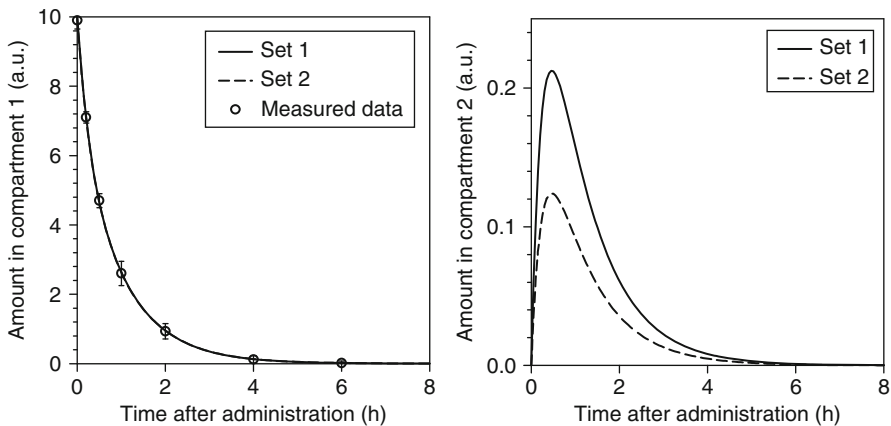 Amount in compartment 1 (a.u.)
10
8
6
4
2
0
0 2 4 6 8
Time after administration (h)
Set 1
Set 2
Measured data
Amount in compartment 2 (a.u.)
0.2
0.1
0.0
0 2 4 6 8
Time after administration (h)
Set 1
Set 2